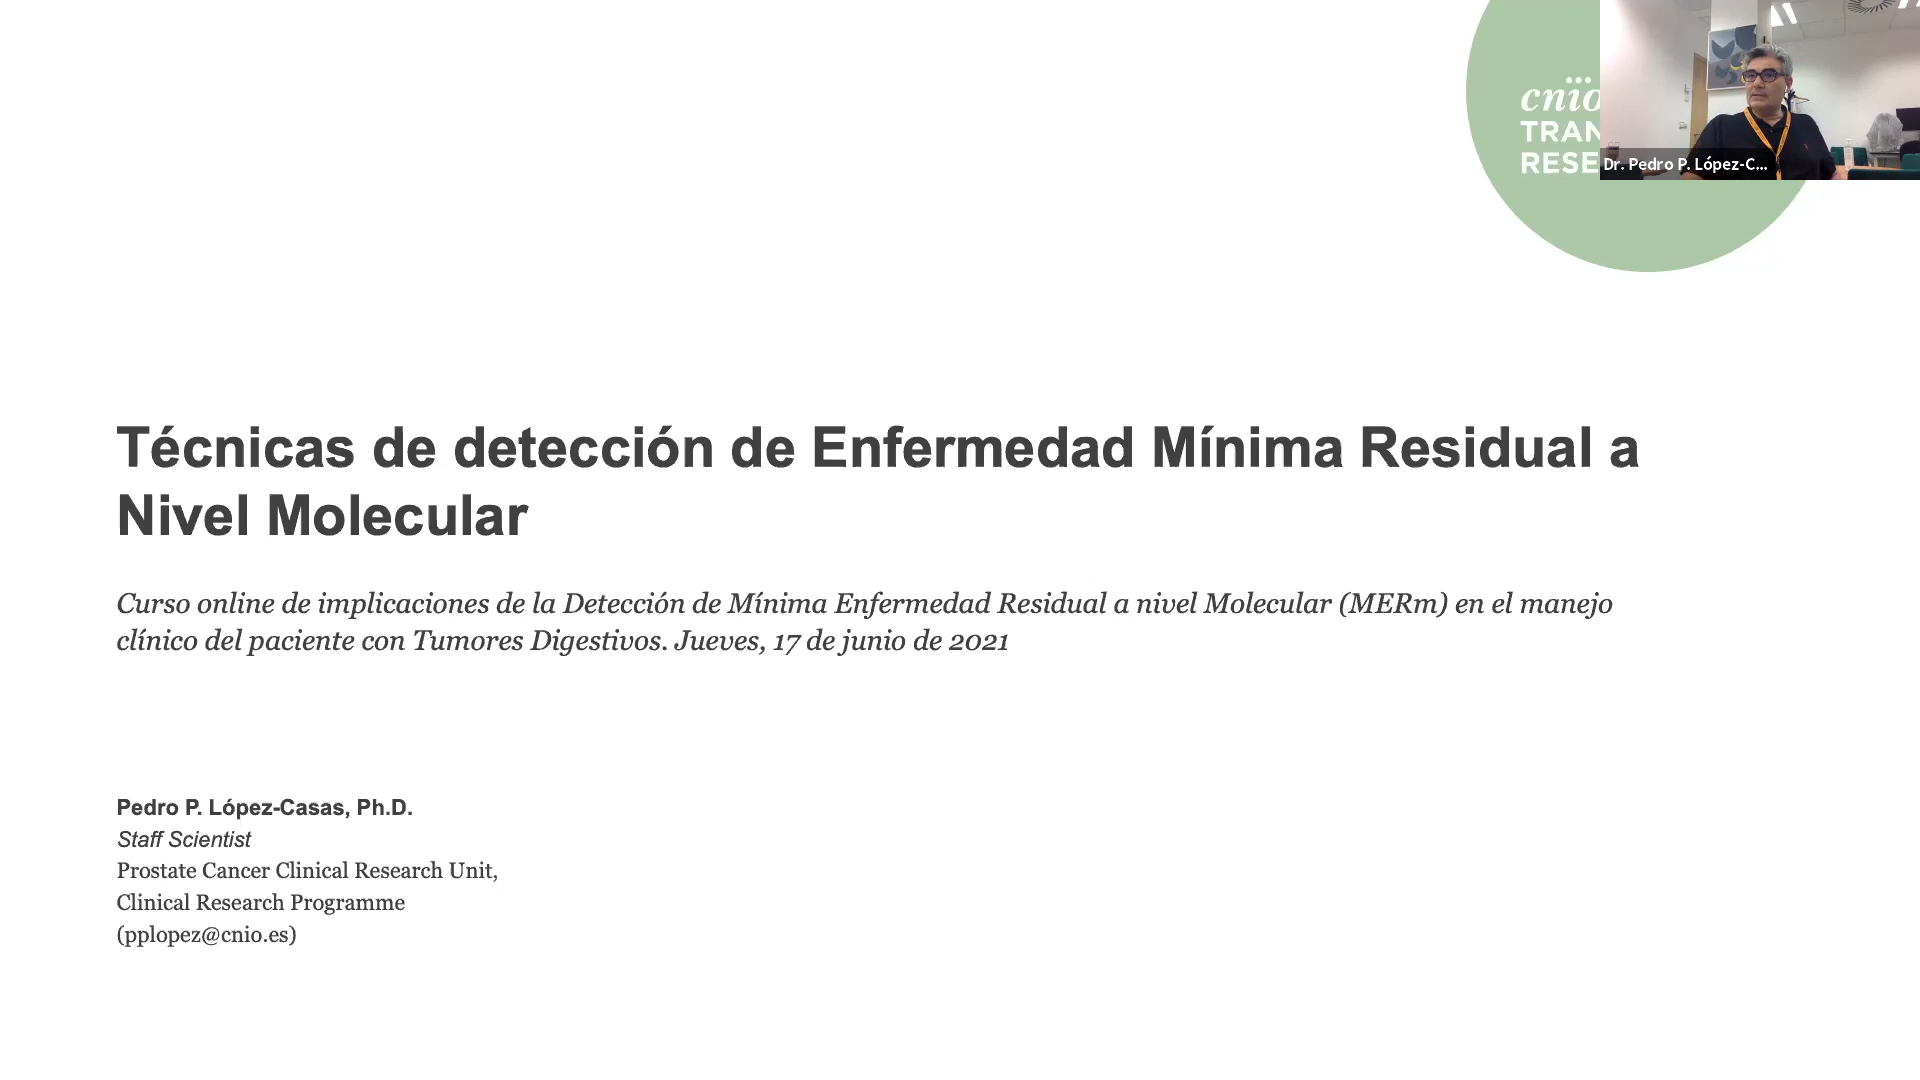 cnio
Dr. Pedro P. López-C...
Técnicas de detección de Enfermedad Mínima Residual a
Nivel Molecular
Curso online de implicaciones de la Detección de Mínima Enfermedad Residual a nivel Molecular (MERm) en el manejo
clínico del paciente con Tumores Digestivos. Jueves, 17 de junio de 2021
Pedro P. López-Casas, Ph.D.
Staff Scientist
Prostate Cancer Clinical Research Unit,
Clinical Research Programme
(pplopez@cnio.es)